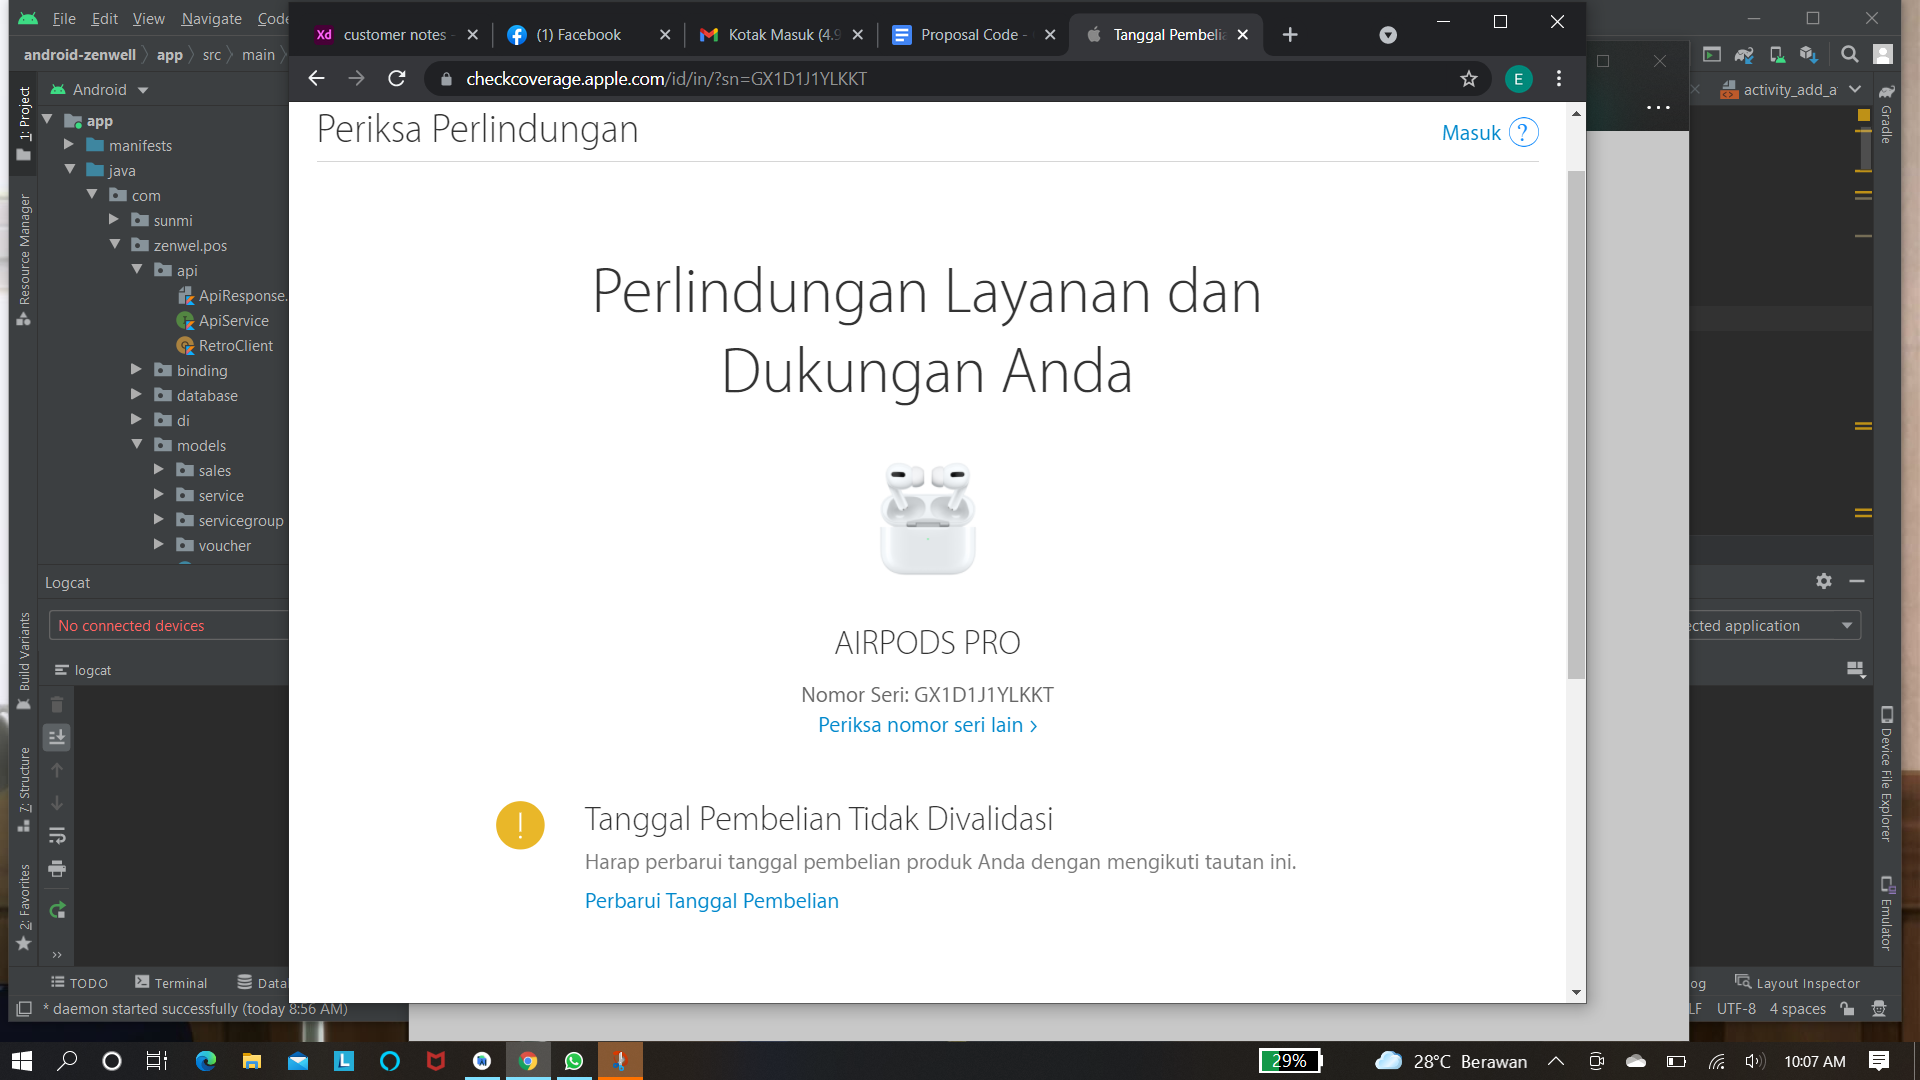 File Edit View Navigate Code
customer notes -
(1) Facebook
Kotak Masuk (4.9
Proposal Code -
Tanggal Pembelia
android-zenwell
app
src
main
checkcoverage.apple.com/id/in/?sn=GX1D1J1YLKKT
E
Android
activity_add_a
1: Project
Resource Manager
Build Variants
7: Structure
2: Favorites
Gradle
Device File Explorer
Emulator
app
manifests
java
com
sunmi
zenwel.pos
api
ApiResponse.
ApiService
RetroClient
binding
database
di
models
sales
service
servicegroup
voucher
Periksa Perlindungan
Masuk ?
Perlindungan Layanan dan
Dukungan Anda
AIRPODS PRO
Nomor Seri: GX1D1J1YLKKT
Periksa nomor seri lain >
Tanggal Pembelian Tidak Divalidasi
Harap perbarui tanggal pembelian produk Anda dengan mengikuti tautan ini.
Perbarui Tanggal Pembelian
Logcat
No connected devices
ected application
logcat
TODO
Terminal
Data
og
Layout Inspector
* daemon started successfully (today 8:56 AM)
LF UTF-8 4 spaces
29%
28°C Berawan
10:07 AM